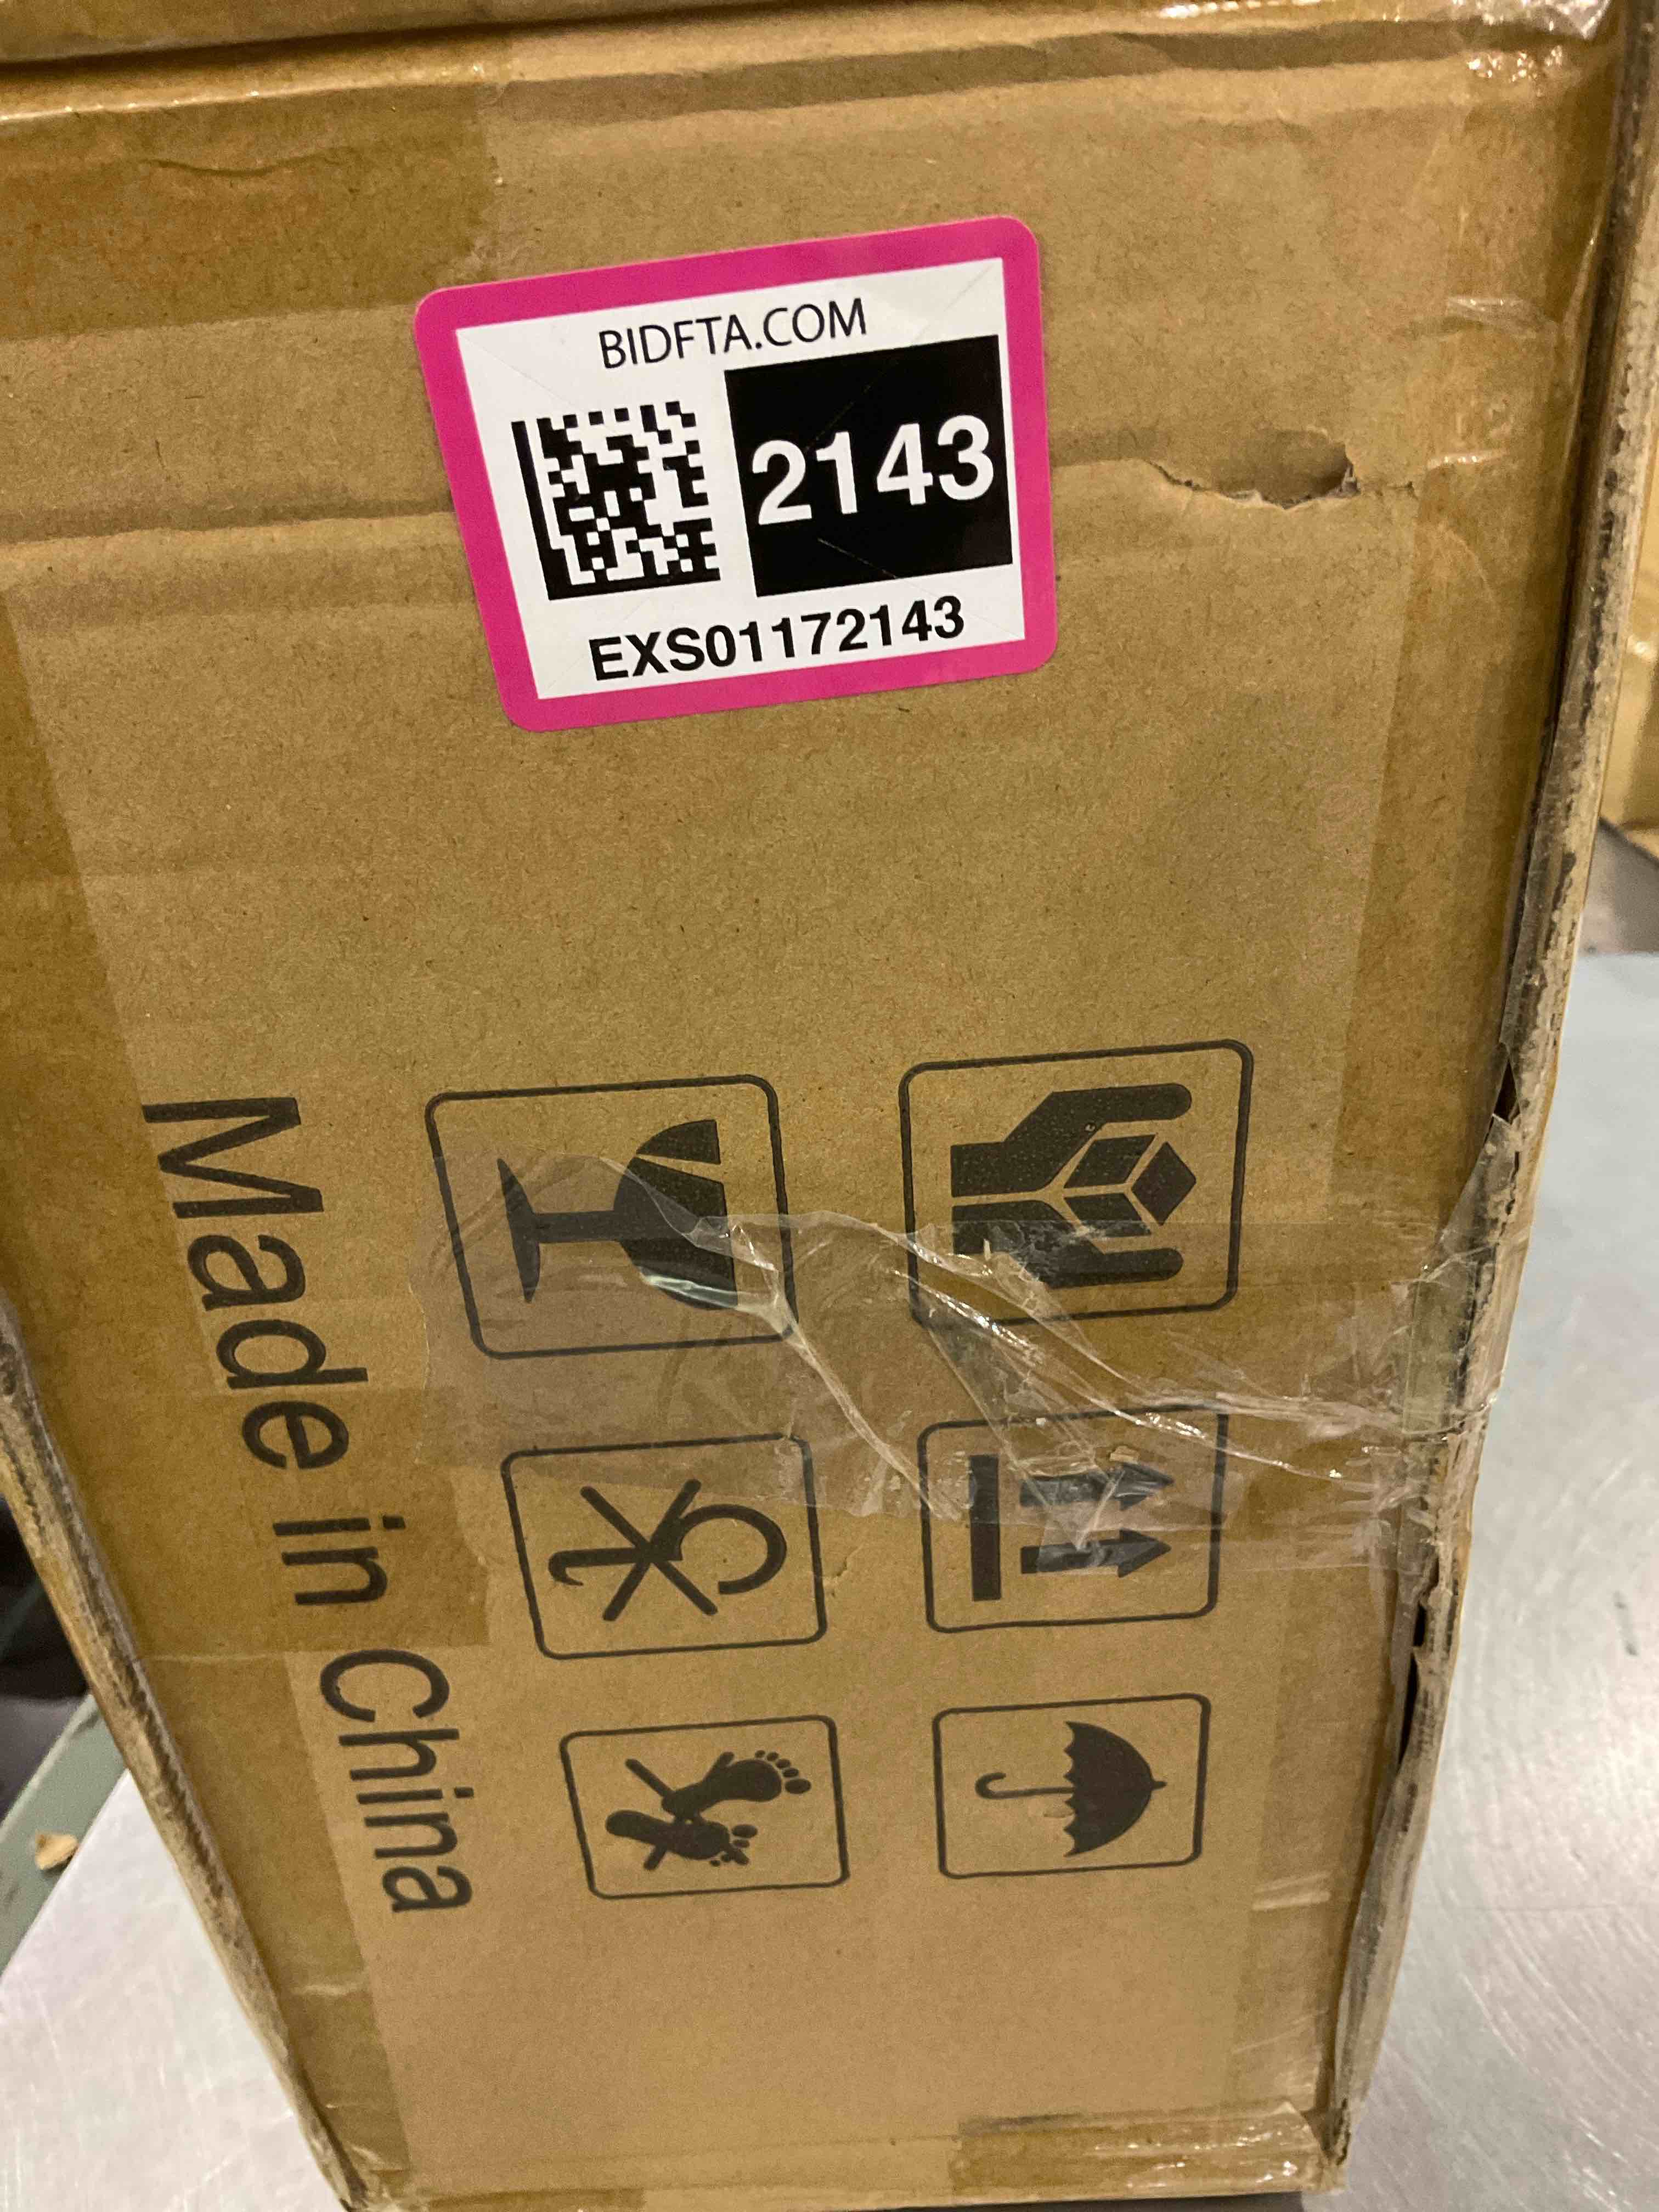 BIDFTA.COM
2143
EXS01172143
Made in China